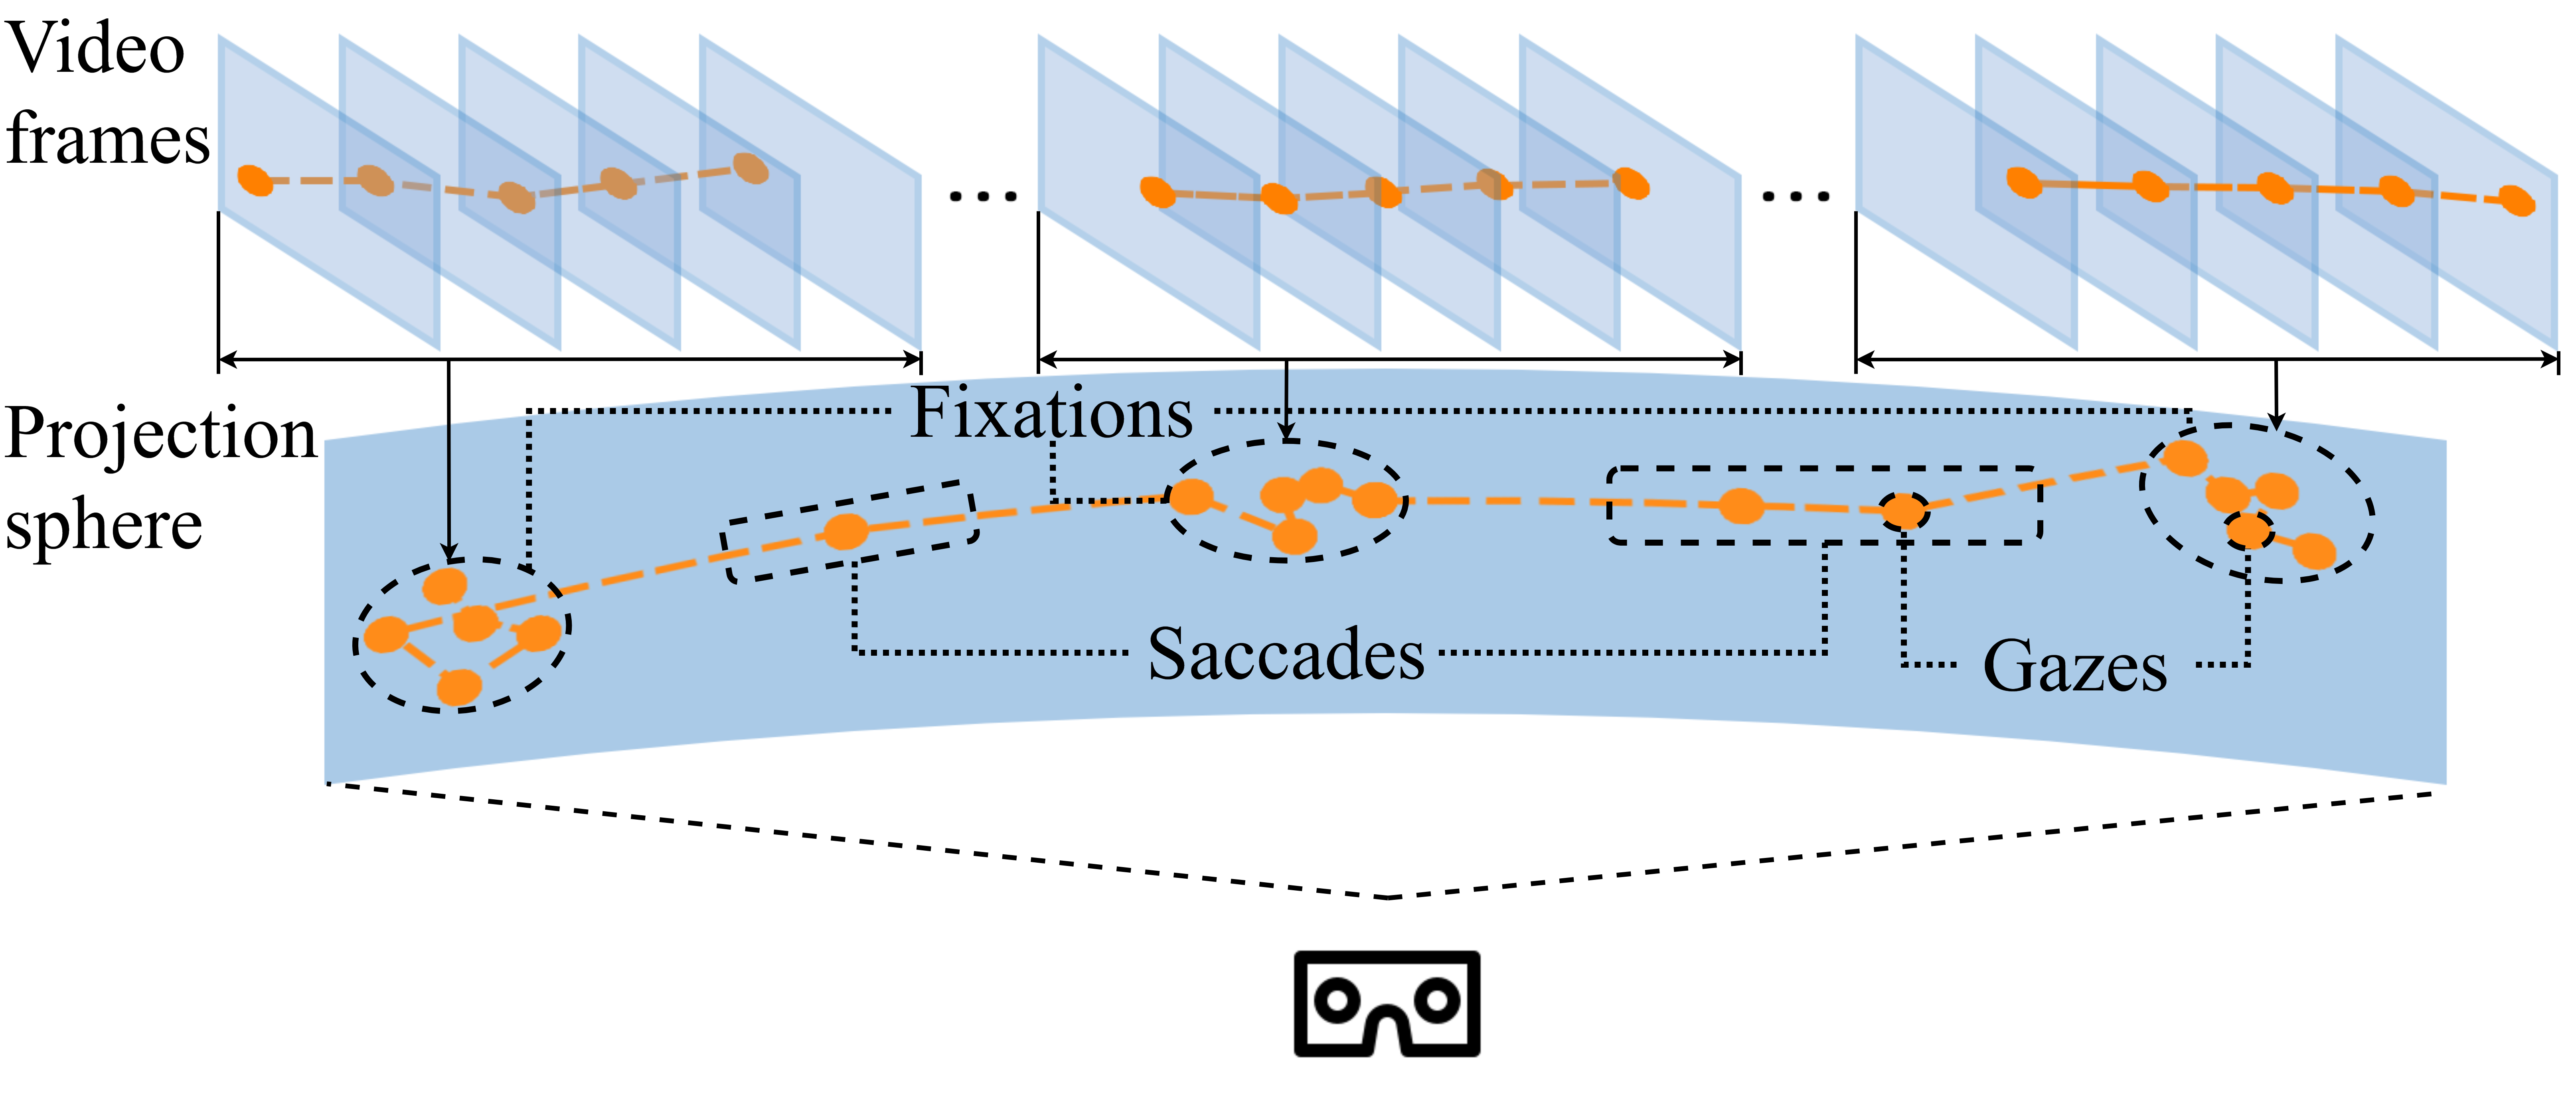 Video
frames
Projection
sphere
Fixations
Saccades
Gazes